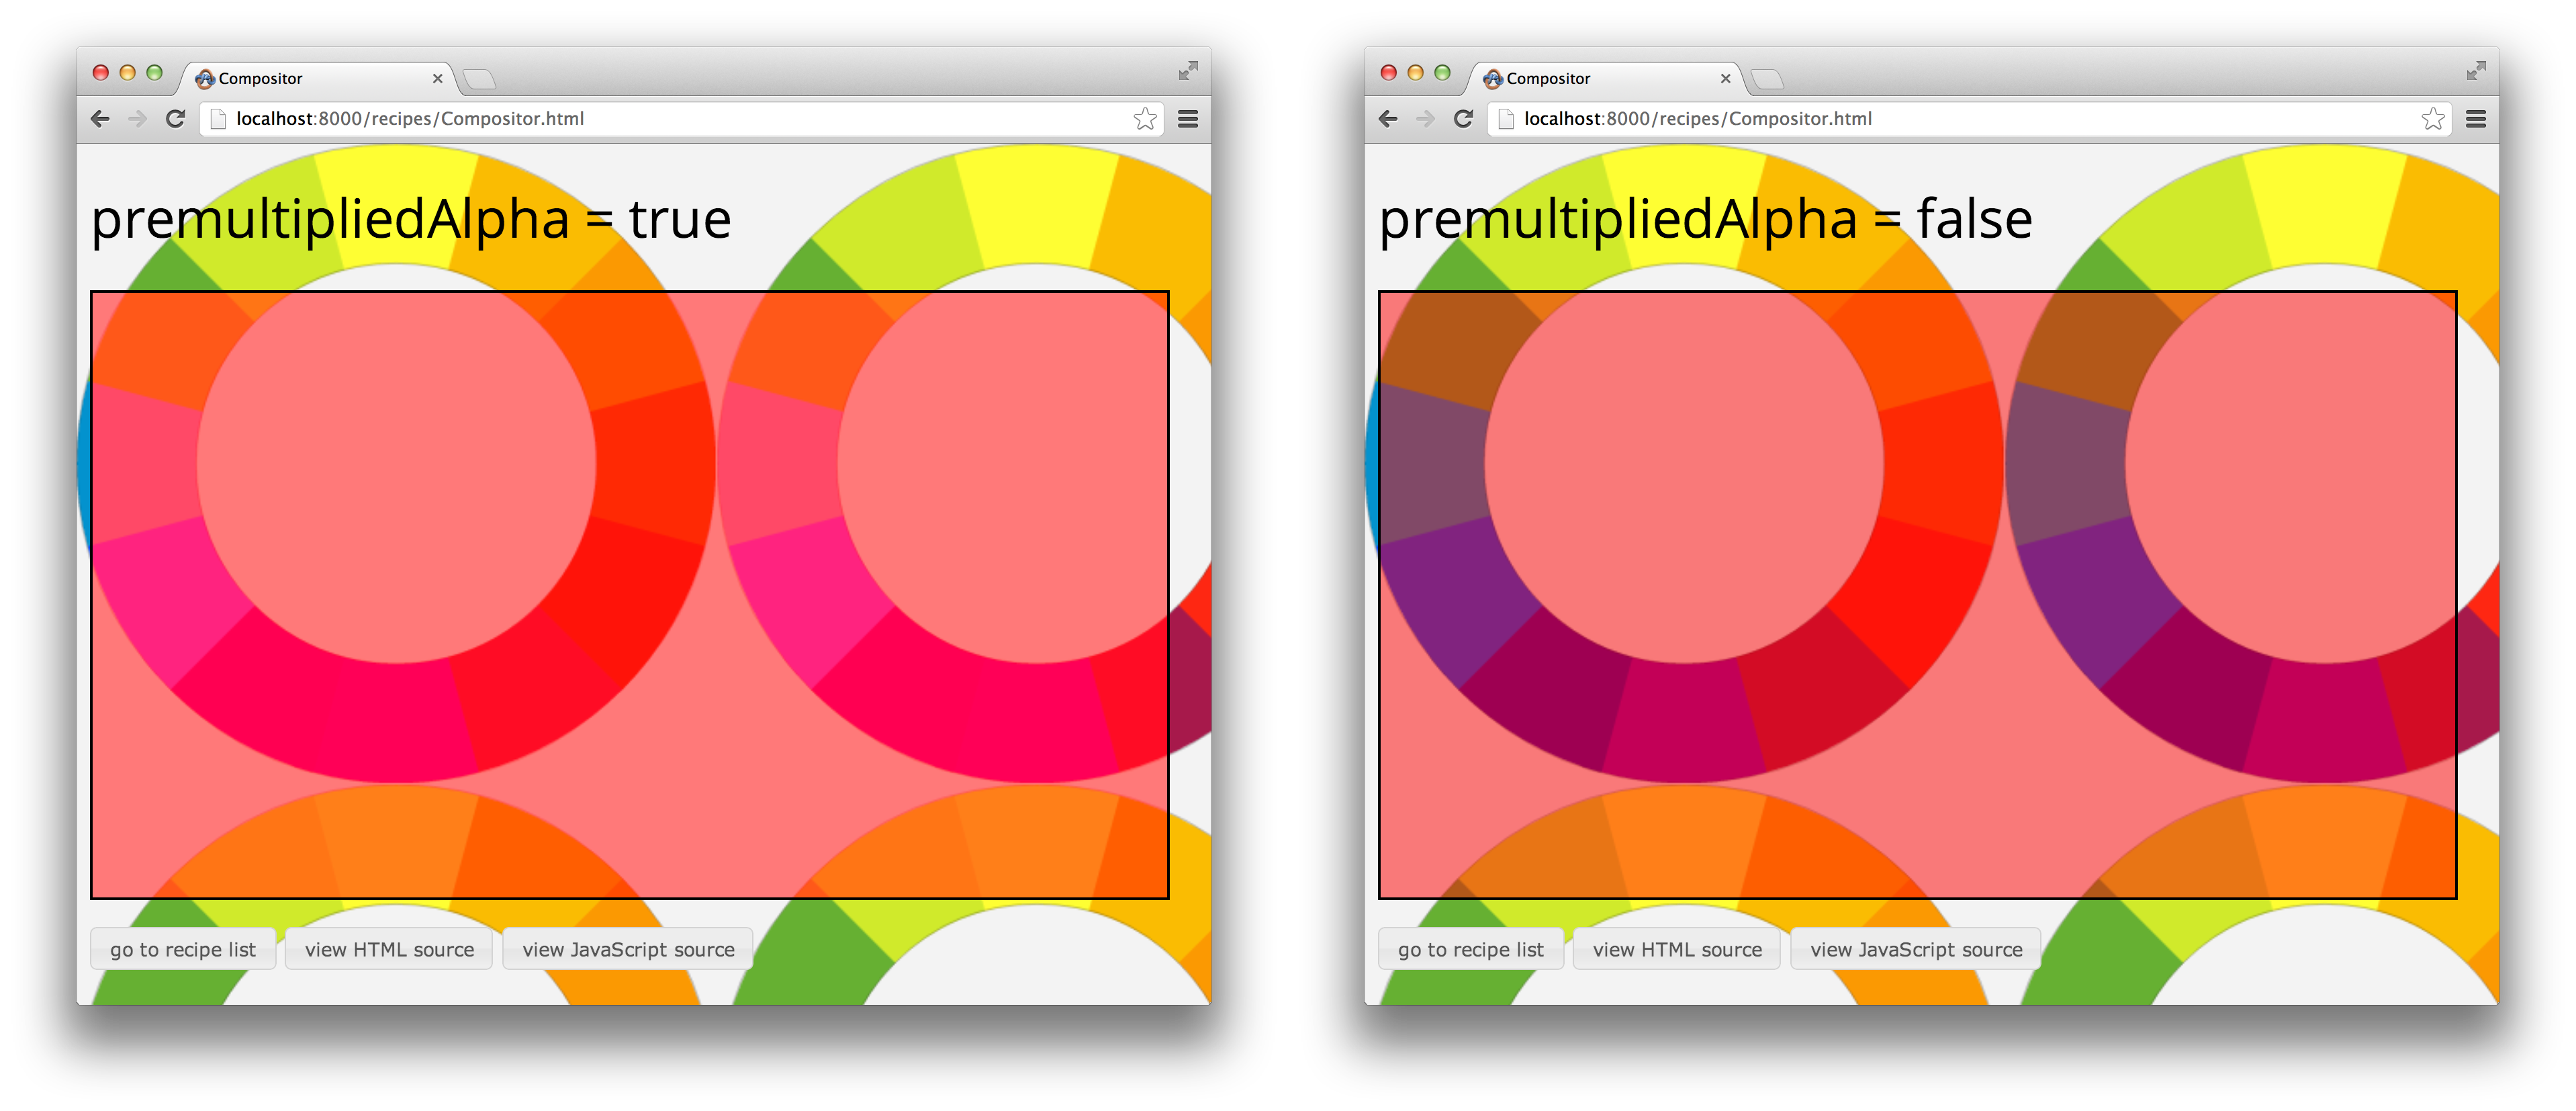 Compositor
localhost:8000/recipes/Compositor.html
premultipliedAlpha = true
go to recipe list view HTML source view JavaScript source
Compositor
localhost:8000/recipes/Compositor.html
premultipliedAlpha = false
go to recipe list view HTML source view JavaScript source